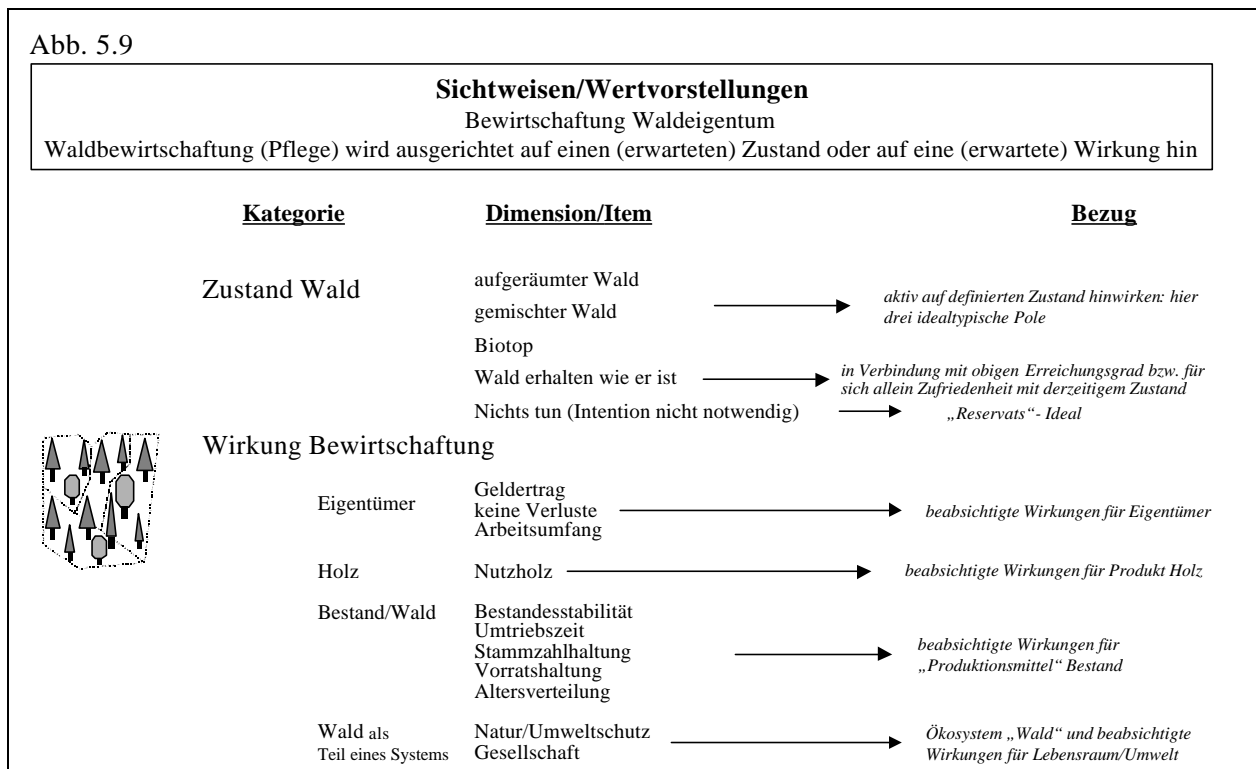 Abb. 5.9
Sichtweisen/Wertvorstellungen
Bewirtschaftung Waldeigentum
Waldbewirtschaftung (Pflege) wird ausgerichtet auf einen (erwarteten) Zustand oder auf eine (erwartete) Wirkung hin
Kategorie Dimension/Item Bezug
Zustand Wald
aufgeräumter Wald
gemischter Wald
Biotop
aktiv auf definierten Zustand hinwirken: hier
drei idealtypische Pole
Wald erhalten wie er ist
in Verbindung mit obigen Erreichungsgrad bzw. für
sich allein Zufriedenheit mit derzeitigem Zustand
Nichts tun (Intention nicht notwendig)
„Reservats“- Ideal
Wirkung Bewirtschaftung
Eigentümer
Geldertrag
keine Verluste
Arbeitsumfang
beabsichtigte Wirkungen für Eigentümer
Holz
Nutzholz
beabsichtigte Wirkungen für Produkt Holz
Bestand/Wald
Bestandesstabilität
Umtriebszeit
Stammzahlhaltung
Vorratshaltung
Altersverteilung
beabsichtigte Wirkungen für
„Produktionsmittel“ Bestand
Wald als
Teil eines Systems
Natur/Umweltschutz
Gesellschaft
Ökosystem „Wald“ und beabsichtigte
Wirkungen für Lebensraum/Umwelt